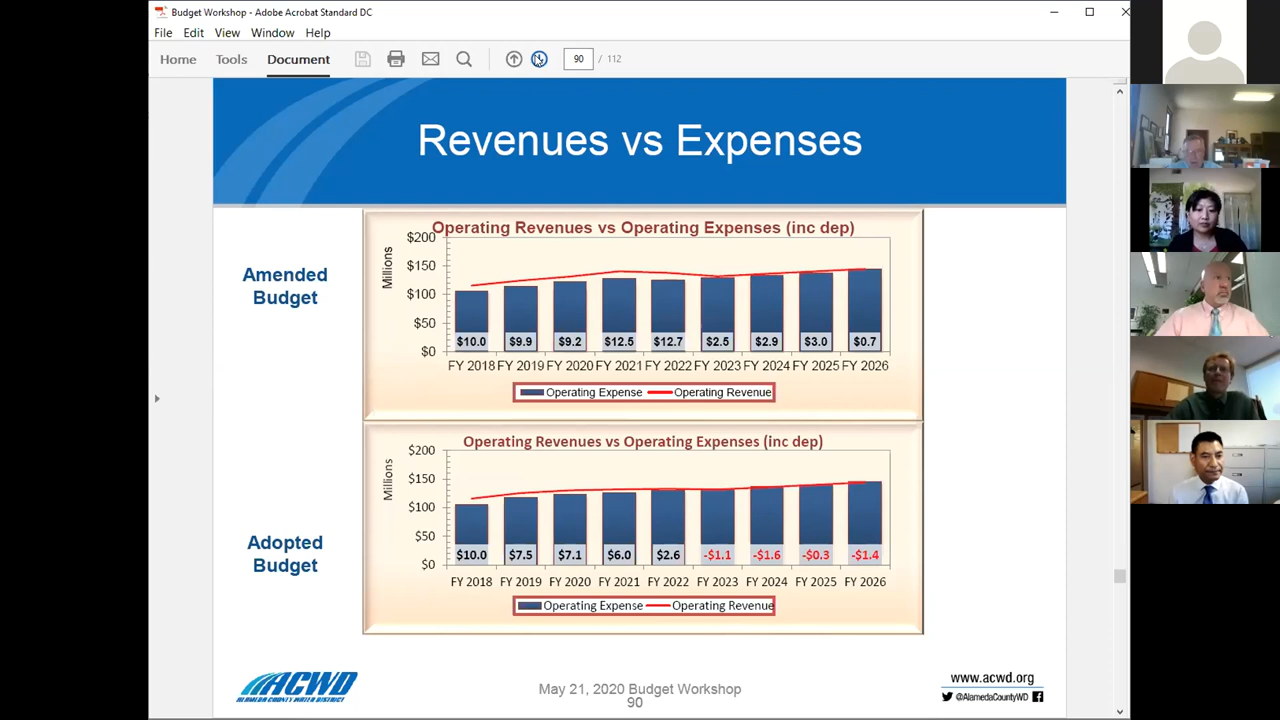 Budget Workshop - Adobe Acrobat Standard DC
File Edit View Window Help
Home Tools Document 90 / 112
Revenues vs Expenses
Amended
Budget
Operating Revenues vs Operating Expenses (inc dep)
Millions
$200
$150
$100
$50
$0
$10.0 $9.9 $9.2 $12.5 $12.7 $2.5 $2.9 $3.0 $0.7
FY 2018 FY 2019 FY 2020 FY 2021 FY 2022 FY 2023 FY 2024 FY 2025 FY 2026
Operating Expense Operating Revenue
Adopted
Budget
Operating Revenues vs Operating Expenses (inc dep)
Millions
$200
$150
$100
$50
$0
$10.0 $7.5 $7.1 $6.0 $2.6 -$1.1 -$1.6 -$0.3 -$1.4
FY 2018 FY 2019 FY 2020 FY 2021 FY 2022 FY 2023 FY 2024 FY 2025 FY 2026
Operating Expense Operating Revenue
ACWD
ALAMEDA COUNTY WATER DISTRICT
May 21, 2020 Budget Workshop
90
www.acwd.org
@AlamedaCountyWD